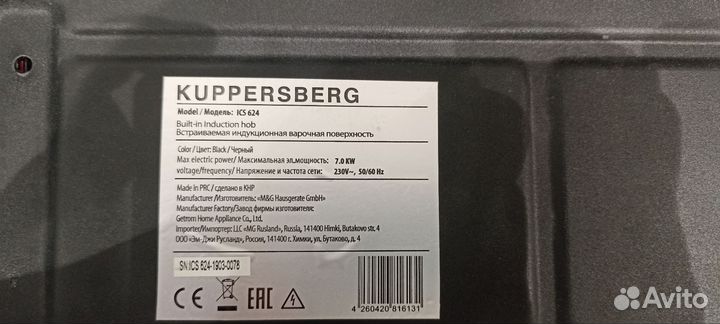 KUPPERSBERG
Model / Модель: ICS 624
Built-in Induction hob
Встраиваемая индукционная варочная поверхность
Color / Цвет: Black / Черный
Max electric power/ Максимальная эл.мощность: 7.0 KW
voltage/frequency/ Напряжение и частота сети: 230V~, 50/60 Hz
Made in PRC / сделано в КНР
Manufacturer /Изготовитель: «M&G Hausgerate GmbH»
Manufacturer Factory/Завод фирмы изготовителя:
Getrom Home Appliance Co., Ltd.
Importer/Импортер: LLC «MG Rusland», Russia, 141400 Himki, Butakovo str. 4
ООО «Эм-Джи Русланд», Россия, 141400 г. Химки, ул. Бутаково, д. 4
SN:ICS 624-1903-0078
CE EAC
4 260420 816131
Avito